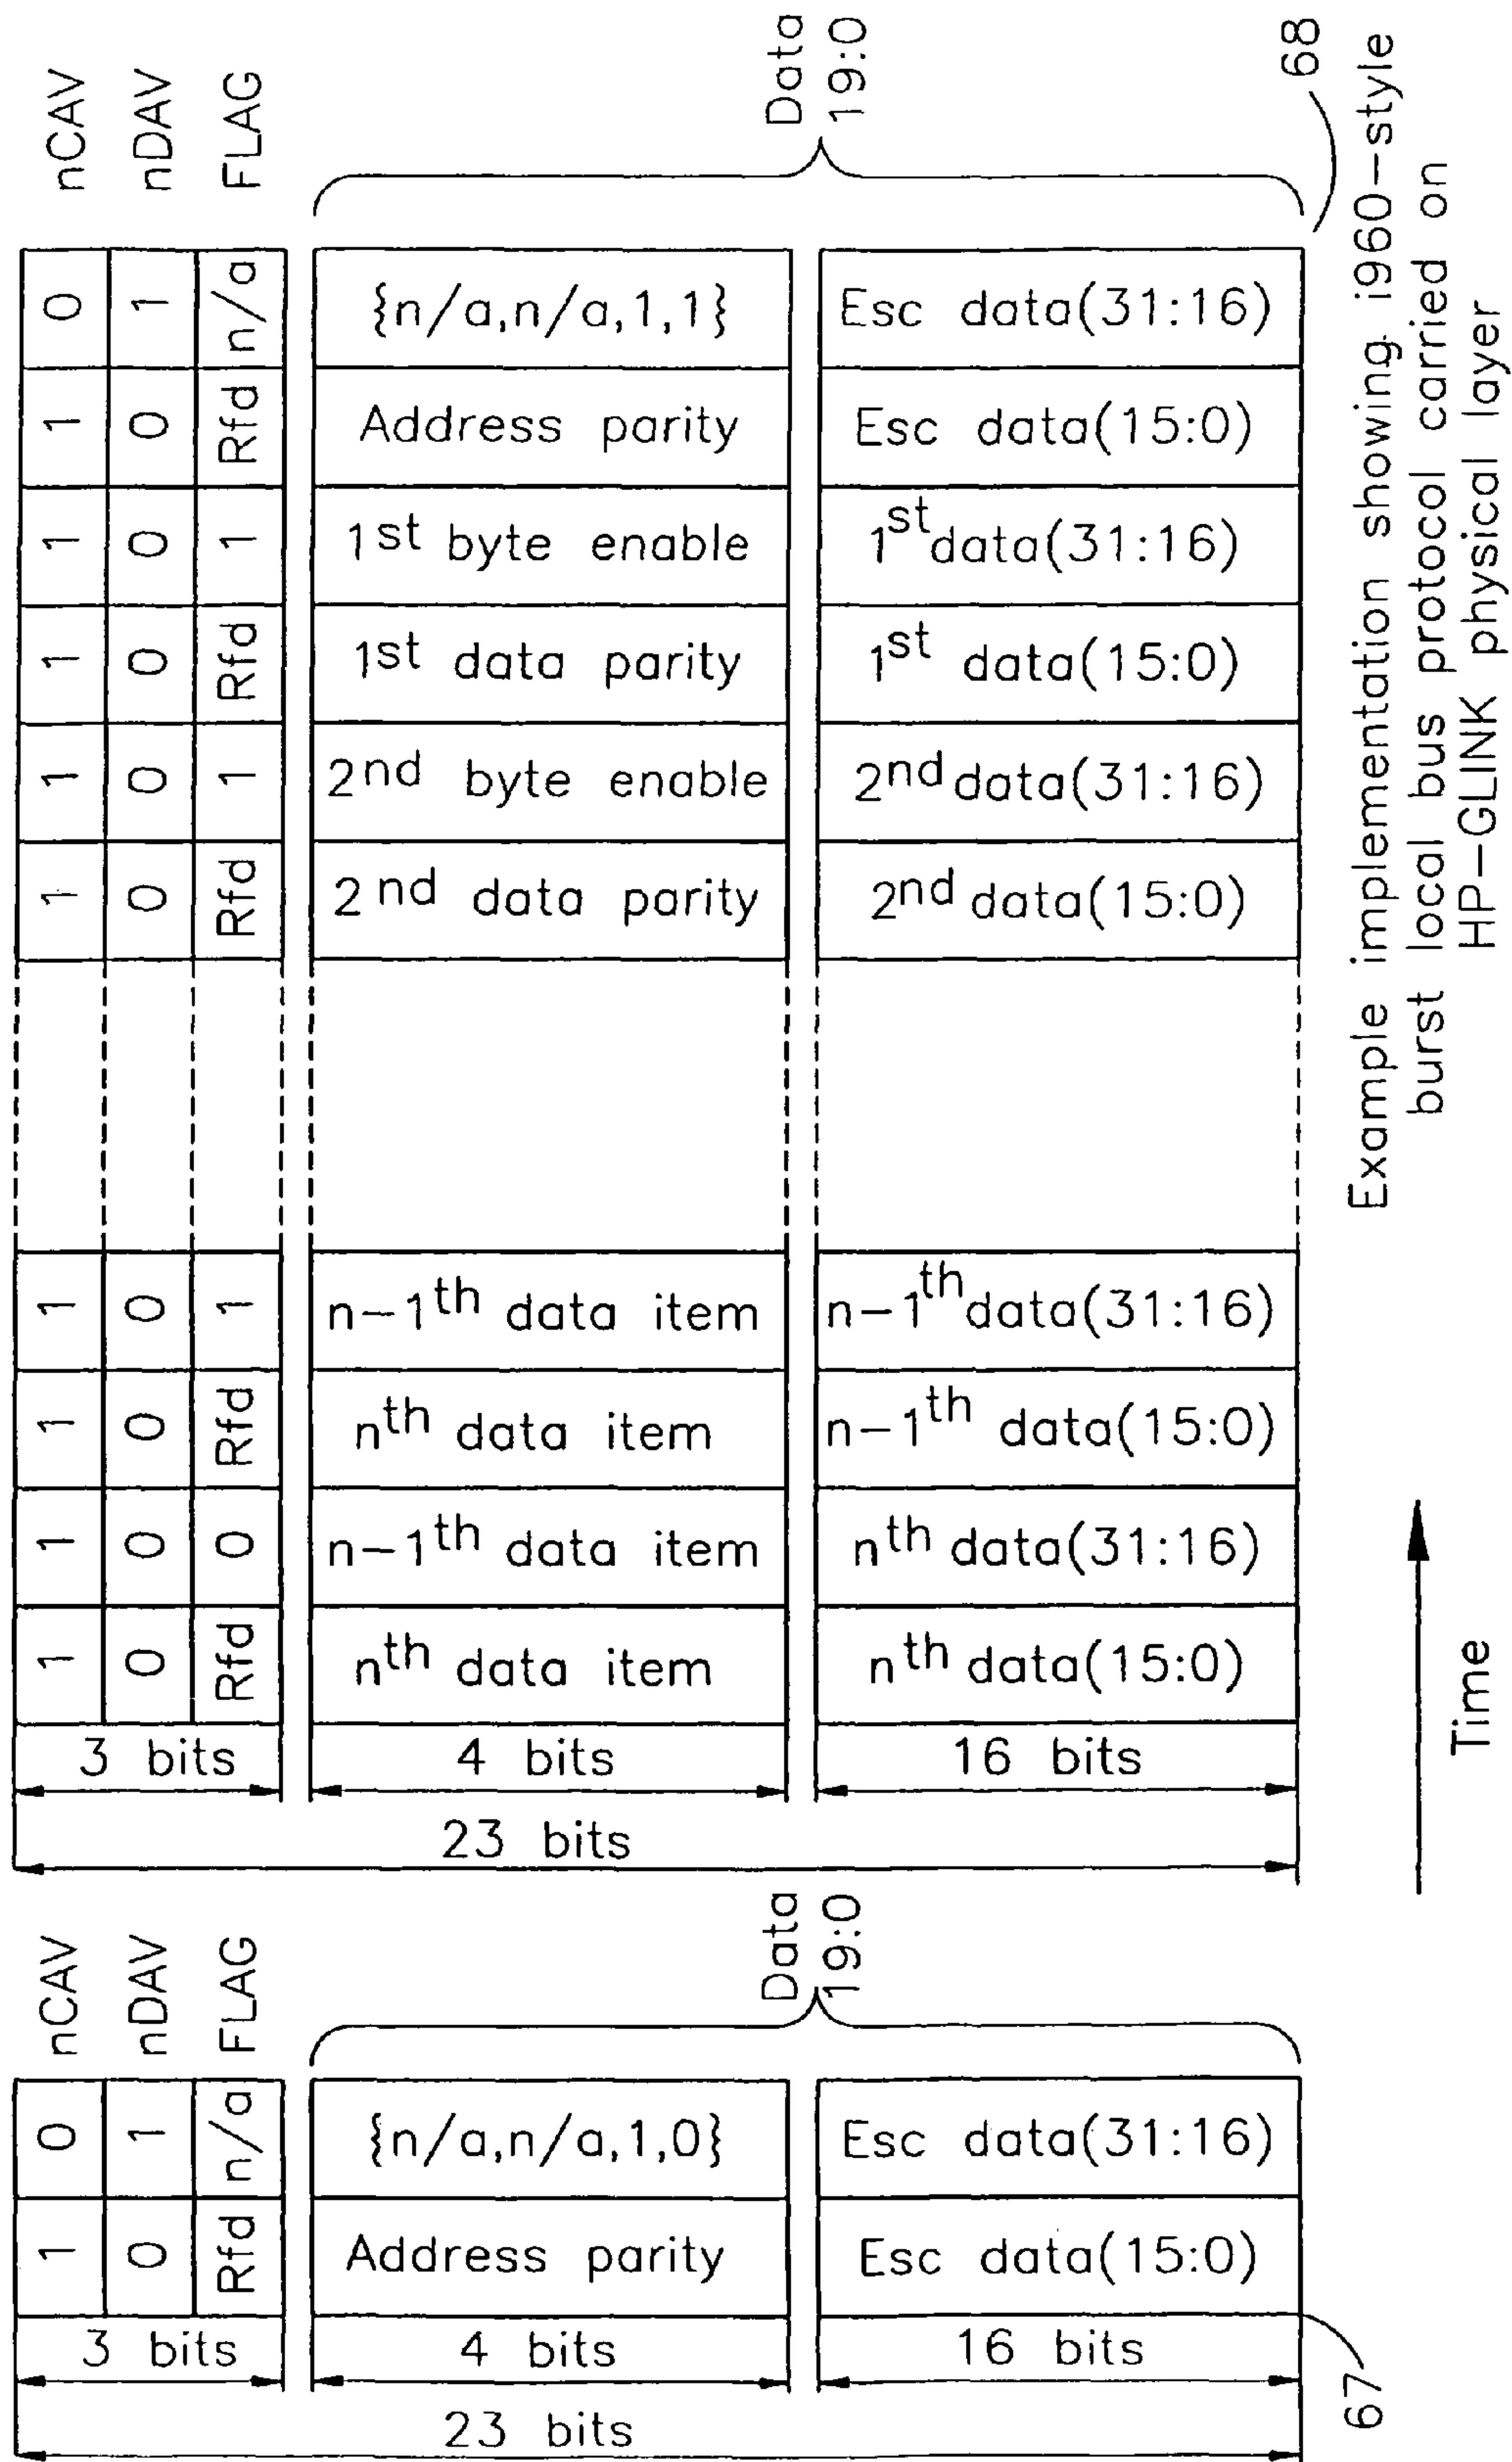 nCAV
nDAV
FLAG
Data
19:0
68
0 1 n/a {n/a,n/a,1,1} Esc data(31:16)
1 0 Rfd Address parity Esc data(15:0)
1 0 1 1st byte enable 1st data(31:16)
1 0 Rfd 1st data parity 1st data(15:0)
1 0 1 2nd byte enable 2nd data(31:16)
1 0 Rfd 2nd data parity 2nd data(15:0)
1 0 1 n-1th data item n-1th data(31:16)
1 0 Rfd nth data item n-1th data(15:0)
1 0 0 n-1th data item nth data(31:16)
1 0 Rfd nth data item nth data(15:0)
3 bits 4 bits 16 bits
23 bits
Example implementation showing i960-style
burst local bus protocol carried on
HP-GLINK physical layer
Time
nCAV
nDAV
FLAG
Data
19:0
0 1 n/a {n/a,n/a,1,0} Esc data(31:16)
1 0 Rfd Address parity Esc data(15:0)
3 bits 4 bits 16 bits
23 bits
67